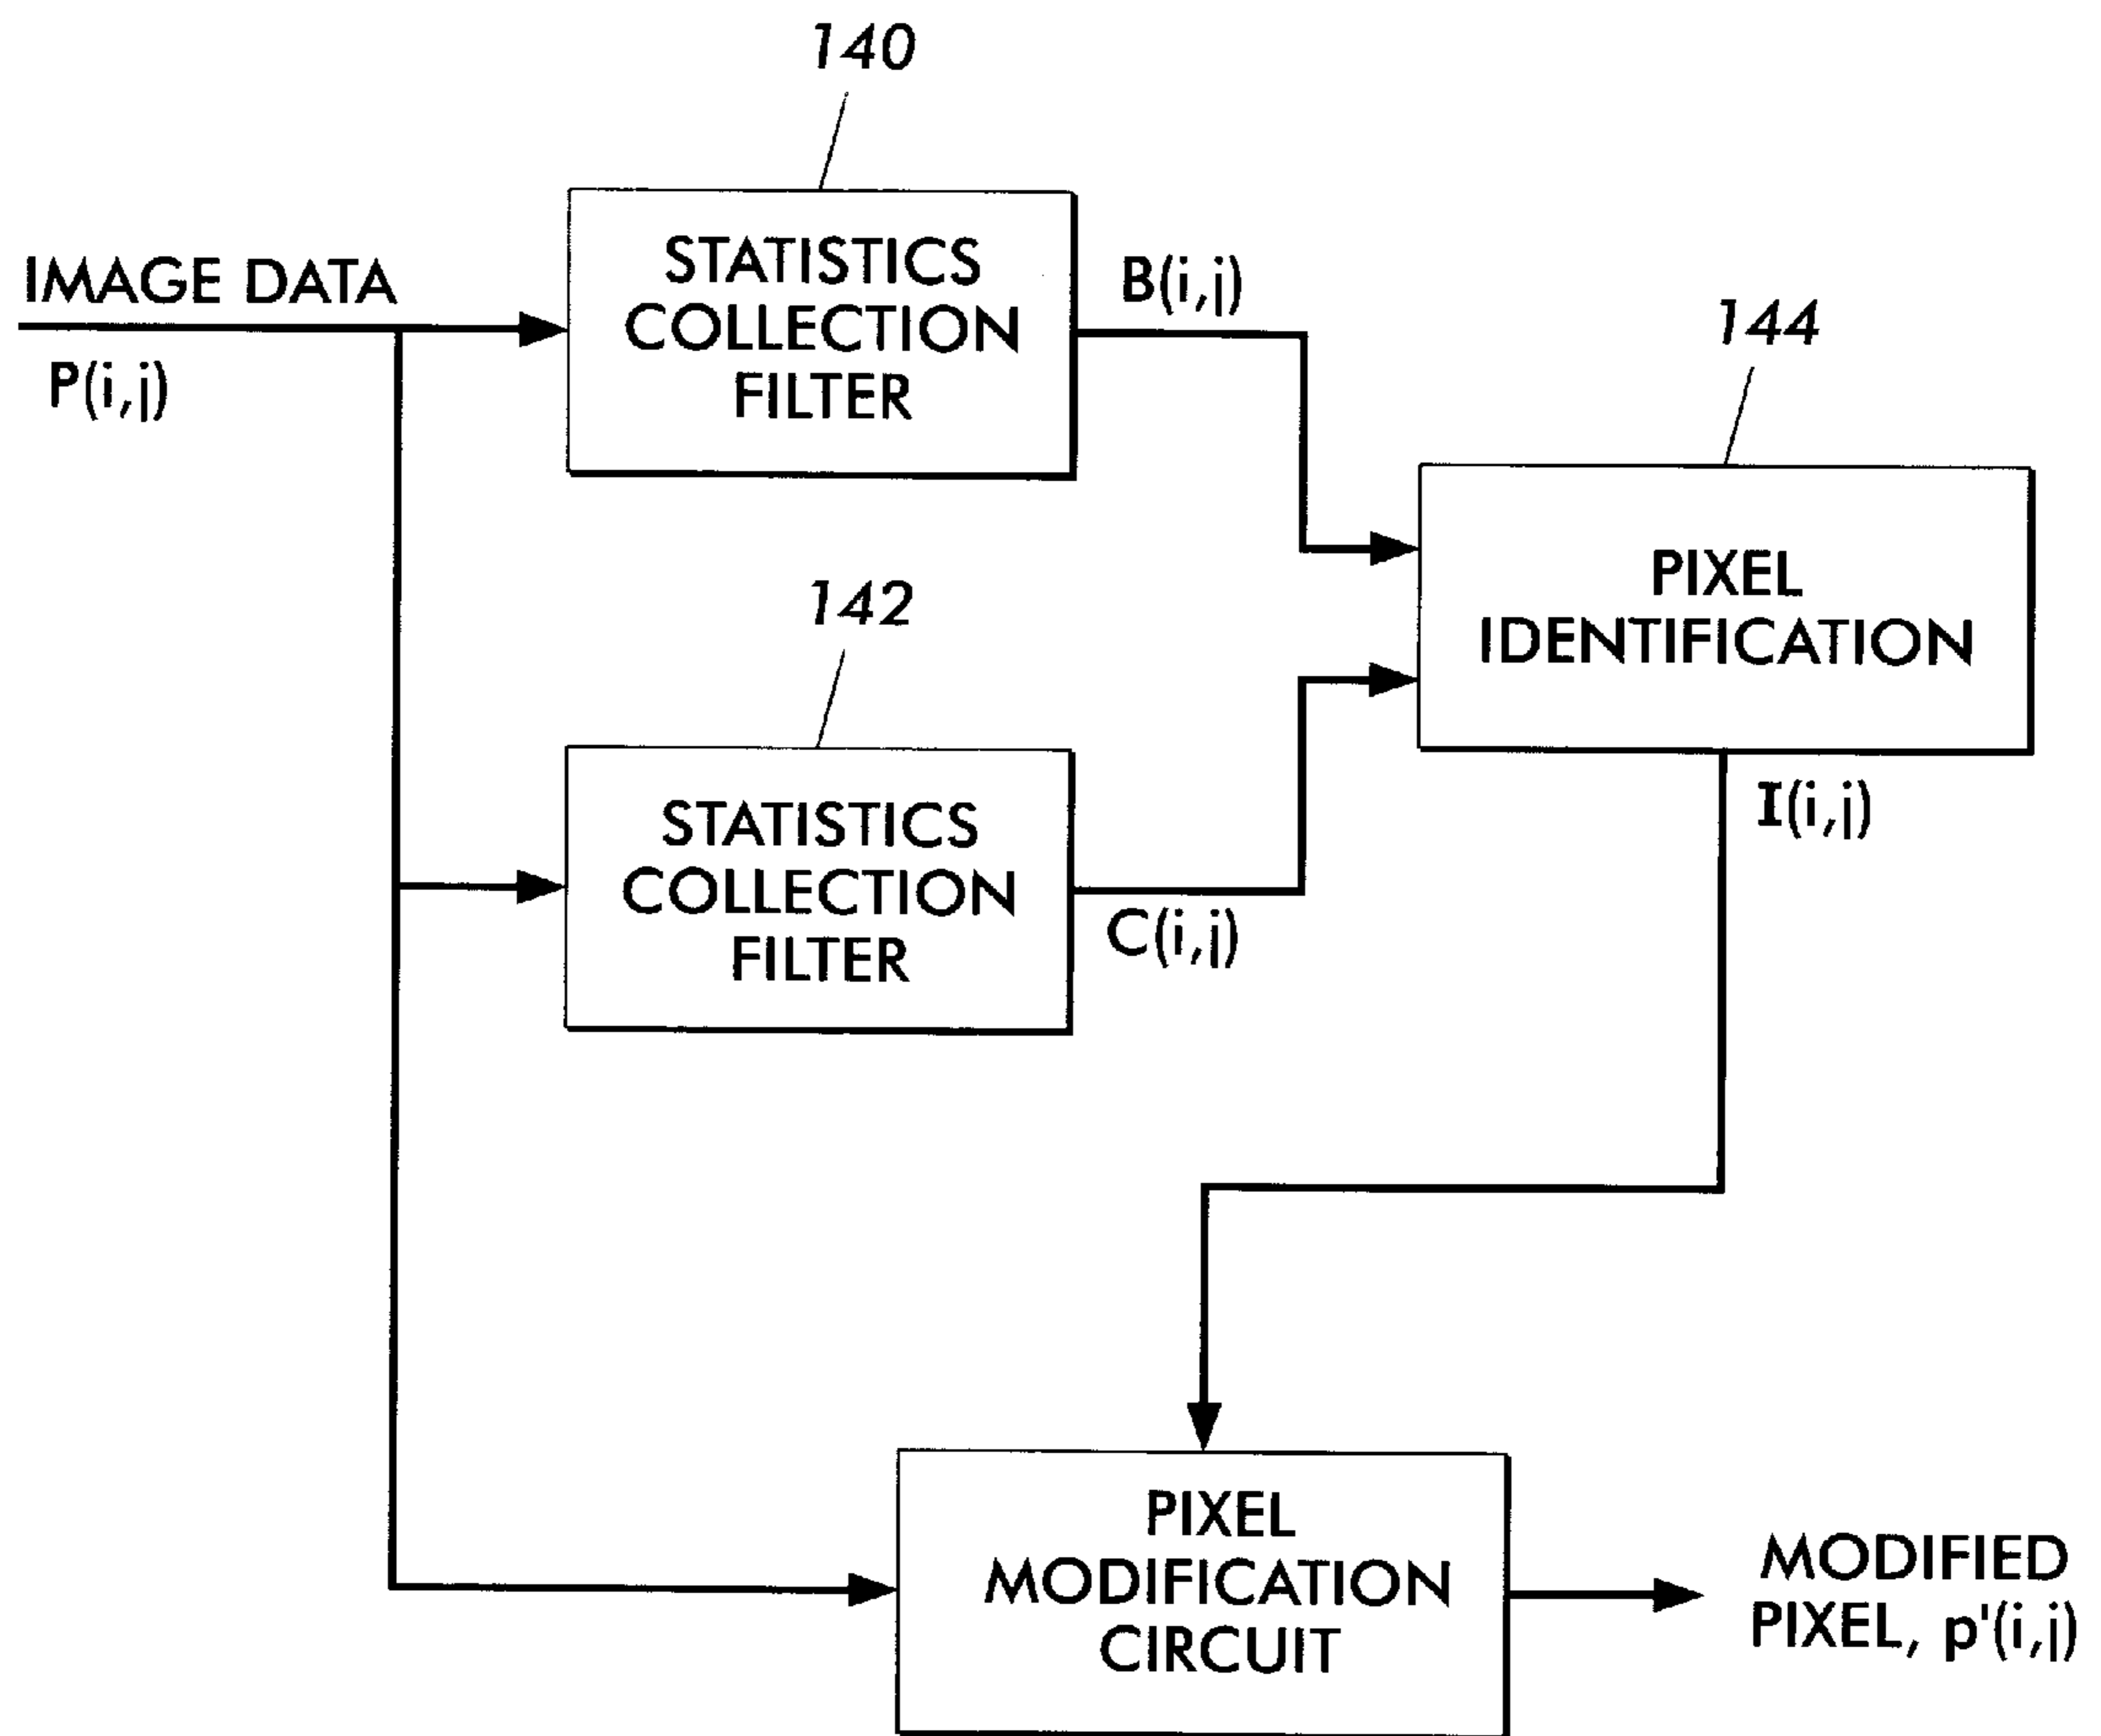 140
STATISTICS
COLLECTION
FILTER
IMAGE DATA
P(i,j)
B(i,j)
144
PIXEL
IDENTIFICATION
142
STATISTICS
COLLECTION
FILTER
C(i,j)
I(i,j)
PIXEL
MODIFICATION
CIRCUIT
MODIFIED
PIXEL, p'(i,j)